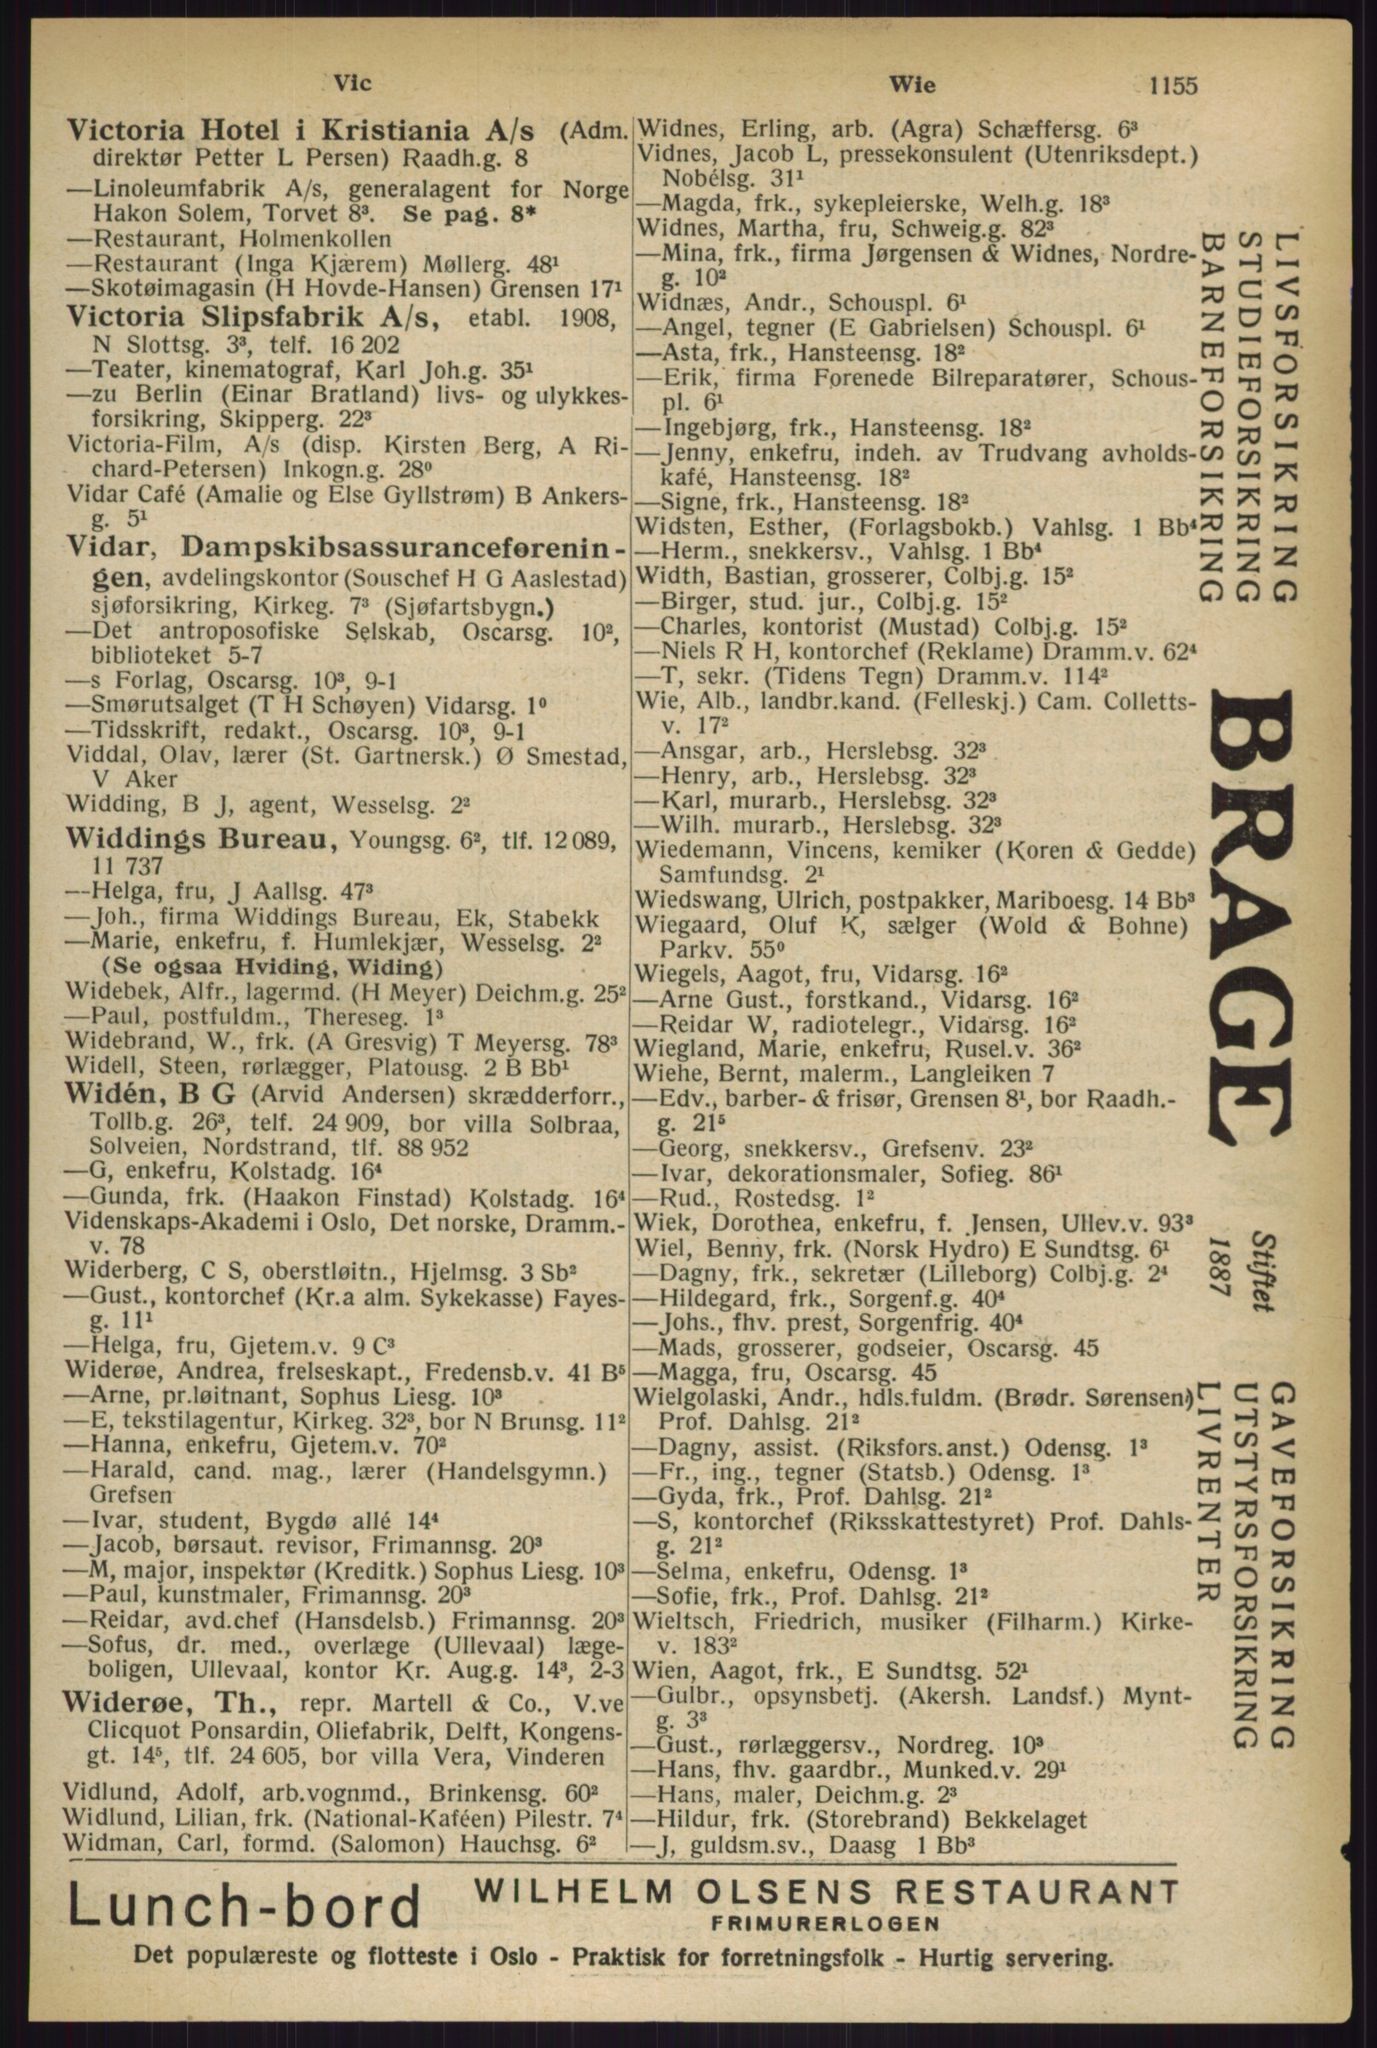 Vic
Wie
1155
Victoria Hotel i Kristiania A/s (Adm.
direktør Petter L Persen) Raadh.g. 8
—Linoleumfabrik A/s, generalagent for Norge
Hakon Solem, Torvet 8³. Se pag. 8*
—Restaurant, Holmenkollen
—Restaurant (Inga Kjærem) Møllerg. 48¹
—Skotøimagasin (H Hovde-Hansen) Grensen 17¹
Victoria Slipsfabrik A/s, etabl. 1908,
N Slottsg. 3³, telf. 16 202
—Teater, kinematograf, Karl Joh.g. 35¹
—zu Berlin (Einar Bratland) livs- og ulykkes-
forsikring, Skipperg. 22³
Victoria-Film, A/s (disp. Kirsten Berg, A Ri-
chard-Petersen) Inkogn.g. 28⁰
Vidar Café (Amalie og Else Gyllstrøm) B Ankers-
g. 5¹
Vidar, Dampskibsassuranceforenin-
gen, avdelingskontor (Souschef H G Aaslestad)
sjøforsikring, Kirkeg. 7³ (Sjøfartsbygn.)
—Det antroposofiske Selskab, Oscarsg. 10²,
biblioteket 5-7
—s Forlag, Oscarsg. 10³, 9-1
—Smørutsalget (T H Schøyen) Vidarsg. 1⁰
—Tidsskrift, redakt., Oscarsg. 10³, 9-1
Viddal, Olav, lærer (St. Gartnersk.) Ø Smestad,
V Aker
Widding, B J, agent, Wesselsg. 2²
Widdings Bureau, Youngsg. 6², tlf. 12 089,
11 737
—Helga, fru, J Aallsg. 47³
—Joh., firma Widdings Bureau, Ek, Stabekk
—Marie, enkefru, f. Humlekjær, Wesselsg. 2²
(Se ogsaa Hviding, Widing)
Widebek, Alfr., lagermd. (H Meyer) Deichm.g. 25²
—Paul, postfuldm., Thereseg. 1³
Widebrand, W., frk. (A Gresvig) T Meyersg. 78³
Widell, Steen, rørlægger, Platousg. 2 B Bb¹
Widén, B G (Arvid Andersen) skrædderforr.,
Tollb.g. 26³, telf. 24 909, bor villa Solbraa,
Solveien, Nordstrand, tlf. 88 952
—G, enkefru, Kolstadg. 16⁴
—Gunda, frk. (Haakon Finstad) Kolstadg. 16⁴
Videnskaps-Akademi i Oslo, Det norske, Dramm.-
v. 78
Widerberg, C S, oberstløitn., Hjelmsg. 3 Sb²
—Gust., kontorchef (Kr.a alm. Sykekasse) Fayes-
g. 11¹
—Helga, fru, Gjetem.v. 9 C³
Widerøe, Andrea, frelseskapt., Fredensb.v. 41 B⁵
—Arne, pr.løitnant, Sophus Liesg. 10³
—E, tekstilagentur, Kirkeg. 32³, bor N Brunsg. 11²
—Hanna, enkefru, Gjetem.v. 70²
—Harald, cand. mag., lærer (Handelsgymn.)
Grefsen
—Ivar, student, Bygdø allé 14⁴
—Jacob, børsaut. revisor, Frimannsg. 20³
—M, major, inspektør (Kreditk.) Sophus Liesg. 10³
—Paul, kunstmaler, Frimannsg. 20³
—Reidar, avd.chef (Hansdelsb.) Frimannsg. 20³
—Sofus, dr. med., overlæge (Ullevaal) læge-
boligen, Ullevaal, kontor Kr. Aug.g. 14³, 2-3
Widerøe, Th., repr. Martell & Co., V.ve
Clicquot Ponsardin, Oliefabrik, Delft, Kongens-
gt. 14⁵, tlf. 24 605, bor villa Vera, Vinderen
Vidlund, Adolf, arb.vognmd., Brinkensg. 60²
Widlund, Lilian, frk. (National-Kaféen) Pilestr. 7⁴
Widman, Carl, formd. (Salomon) Hauchsg. 6²
Widnes, Erling, arb. (Agra) Schæffersg. 6³
Vidnes, Jacob L, pressekonsulent (Utenriksdept.)
Nobélsg. 31¹
—Magda, frk., sykepleierske, Welh.g. 18³
Widnes, Martha, fru, Schweig.g. 82³
—Mina, frk., firma Jørgensen & Widnes, Nordre-
g. 10²
Widnæs, Andr., Schouspl. 6¹
—Angel, tegner (E Gabrielsen) Schouspl. 6¹
—Asta, frk., Hansteensg. 18²
—Erik, firma Forenede Bilreparatører, Schous-
pl. 6¹
—Ingebjørg, frk., Hansteensg. 18²
—Jenny, enkefru, indeh. av Trudvang avholds-
kafé, Hansteensg. 18²
—Signe, frk., Hansteensg. 18²
Widsten, Esther, (Forlagsbokb.) Vahlsg. 1 Bb⁴
—Herm., snekkersv., Vahlsg. 1 Bb⁴
Width, Bastian, grosserer, Colbj.g. 15²
—Birger, stud. jur., Colbj.g. 15²
—Charles, kontorist (Mustad) Colbj.g. 15²
—Niels R H, kontorchef (Reklame) Dramm.v. 62⁴
—T, sekr. (Tidens Tegn) Dramm.v. 114²
Wie, Alb., landbr.kand. (Felleskj.) Cam. Colletts-
v. 17²
—Ansgar, arb., Herslebsg. 32³
—Henry, arb., Herslebsg. 32³
—Karl, murarb., Herslebsg. 32³
—Wilh. murarb., Herslebsg. 32³
Wiedemann, Vincens, kemiker (Koren & Gedde)
Samfundsg. 2¹
Wiedswang, Ulrich, postpakker, Mariboesg. 14 Bb³
Wiegaard, Oluf K, sælger (Wold & Bohne)
Parkv. 55⁰
Wiegels, Aagot, fru, Vidarsg. 16²
—Arne Gust., forstkand., Vidarsg. 16²
—Reidar W, radiotelegr., Vidarsg. 16²
Wiegland, Marie, enkefru, Rusel.v. 36²
Wiehe, Bernt, malerm., Langleiken 7
—Edv., barber- & frisør, Grensen 8¹, bor Raadh.-
g. 21⁵
—Georg, snekkersv., Grefsenv. 23²
—Ivar, dekorationsmaler, Sofieg. 86¹
—Rud., Rostedsg. 1²
Wiek, Dorothea, enkefru, f. Jensen, Ullev.v. 93³
Wiel, Benny, frk. (Norsk Hydro) E Sundtsg. 6¹
—Dagny, frk., sekretær (Lilleborg) Colbj.g. 2⁴
—Hildegard, frk., Sorgenf.g. 40⁴
—Johs., fhv. prest, Sorgenfrig. 40⁴
—Mads, grosserer, godseier, Oscarsg. 45
—Magga, fru, Oscarsg. 45
Wielgolaski, Andr., hdls.fuldm. (Brødr. Sørensen)
Prof. Dahlsg. 21²
—Dagny, assist. (Riksfors.anst.) Odensg. 1³
—Fr., ing., tegner (Statsb.) Odensg. 1³
—Gyda, frk., Prof. Dahlsg. 21²
—S, kontorchef (Riksskattestyret) Prof. Dahls-
g. 21²
—Selma, enkefru, Odensg. 1³
—Sofie, frk., Prof. Dahlsg. 21²
Wieltsch, Friedrich, musiker (Filharm.) Kirke-
v. 183²
Wien, Aagot, frk., E Sundtsg. 52¹
—Gulbr., opsynsbetj. (Akersh. Landsf.) Mynt-
g. 3³
—Gust., rørlæggersv., Nordreg. 10³
—Hans, fhv. gaardbr., Munked.v. 29¹
—Hans, maler, Deichm.g. 2³
—Hildur, frk. (Storebrand) Bekkelaget
—J, guldsm.sv., Daasg 1 Bb³
LIVSFORSIKRING
STUDIEFORSIKRING
BARNEFORSIKRING
BRAGE
Stiftet
1887
GAVEFORSIKRING
UTSTYRSFORSIKRING
LIVRENTER
Lunch-bord
WILHELM OLSENS RESTAURANT
FRIMURERLOGEN
Det populæreste og flotteste i Oslo - Praktisk for forretningsfolk - Hurtig servering.